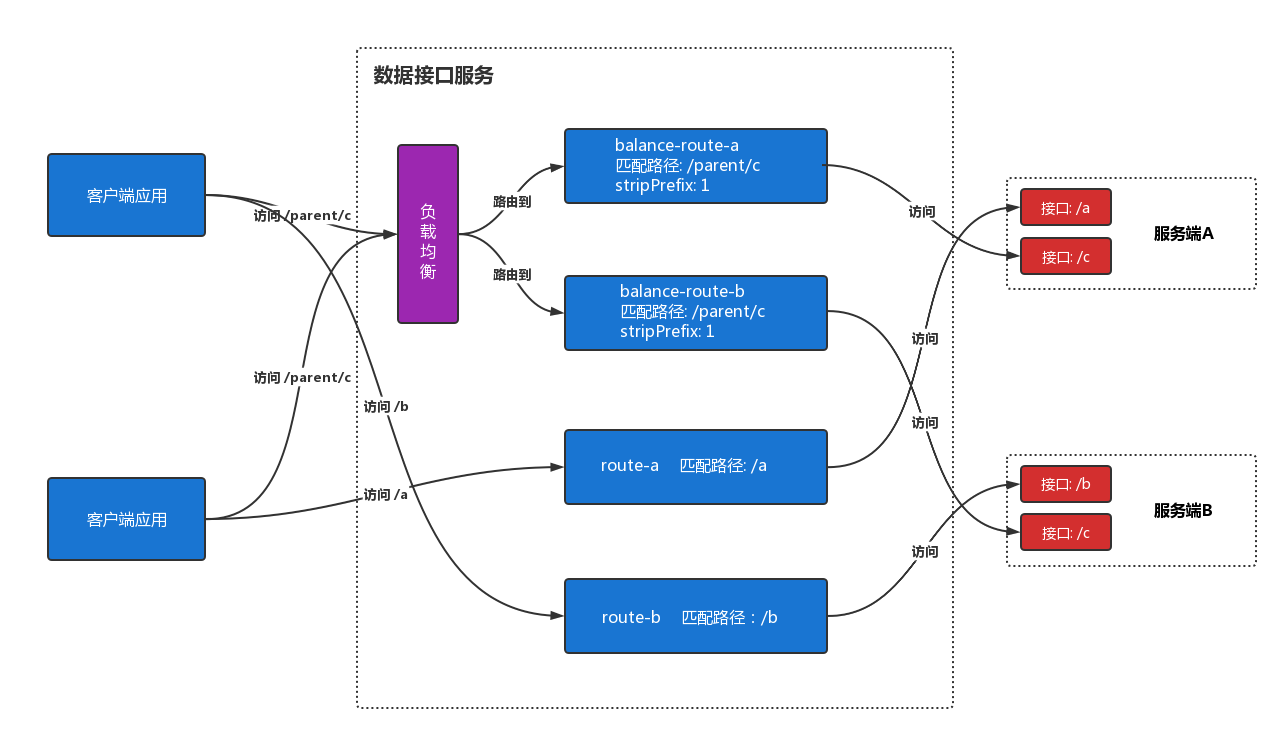 数据接口服务
客户端应用
客户端应用
访问 /parent/c
访问 /parent/c
访问 /b
访问 /a
负
载
均
衡
路由到
路由到
balance-route-a
匹配路径: /parent/c
stripPrefix: 1
balance-route-b
匹配路径: /parent/c
stripPrefix: 1
route-a 匹配路径: /a
route-b 匹配路径：/b
访问
访问
访问
访问
接口: /a
接口: /c
服务端A
接口: /b
接口: /c
服务端B